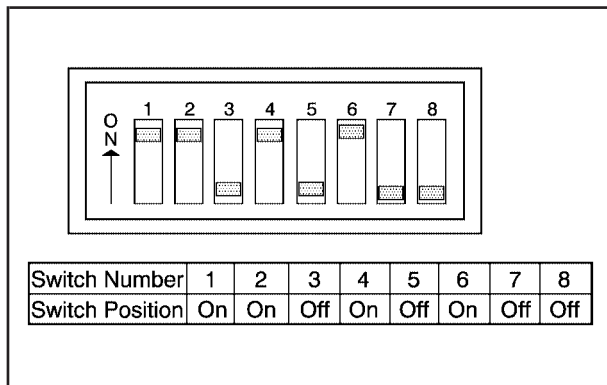 ON
1 2 3 4 5 6 7 8
Switch Number 1 2 3 4 5 6 7 8
Switch Position On On Off On Off On Off Off